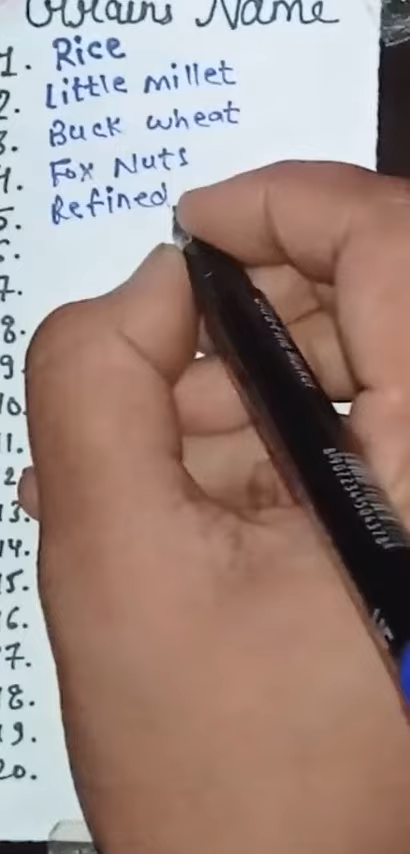 Grains Name
1. Rice
2. Little millet
3. Buck wheat
4. Fox Nuts
5. Refined
6.
7.
8.
9
10
11.
12
13.
14.
15.
16.
17.
18.
19.
20.